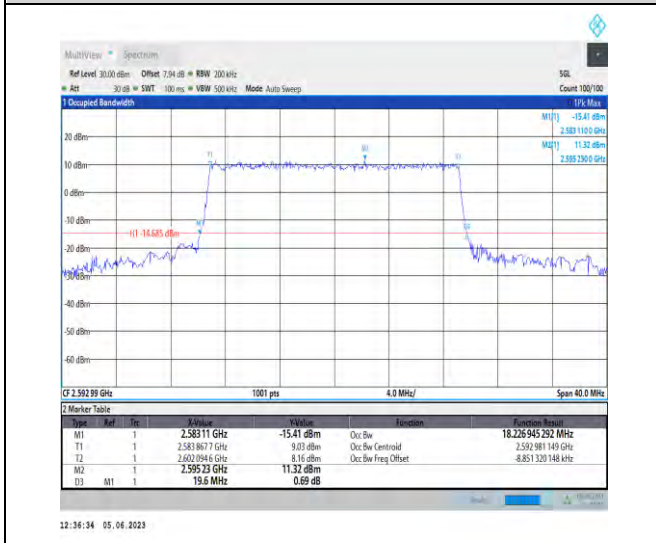 MultiView Spectrum
Ref Level 30.00 dBm Offset 7.94 dB RBW 200 kHz SGL
Att 30 dB SWT 100 ms VBW 500 kHz Mode Auto Sweep Count 100/100
1 Occupied Bandwidth 1Pk Max
M1[1] -15.41 dBm
2.583 110 0 GHz
M2[1] 11.32 dBm
2.595 230 0 GHz
20 dBm
10 dBm
0 dBm
-10 dBm
H1 -14.685 dBm
-20 dBm
-30 dBm
-40 dBm
-50 dBm
-60 dBm
T1
M2
T2
M1
CF 2.592 99 GHz 1001 pts 4.0 MHz/ Span 40.0 MHz
2 Marker Table
Type Ref Trc X-Value Y-Value Function Function Result
M1 1 2.583 11 GHz -15.41 dBm Occ Bw 18.226 945 292 MHz
T1 1 2.583 867 7 GHz 9.03 dBm Occ Bw Centroid 2.592 981 149 GHz
T2 1 2.602 094 6 GHz 8.16 dBm Occ Bw Freq Offset -8.851 320 148 kHz
M2 1 2.595 23 GHz 11.32 dBm
D3 M1 1 19.6 MHz 0.69 dB
12:36:34 05.06.2023